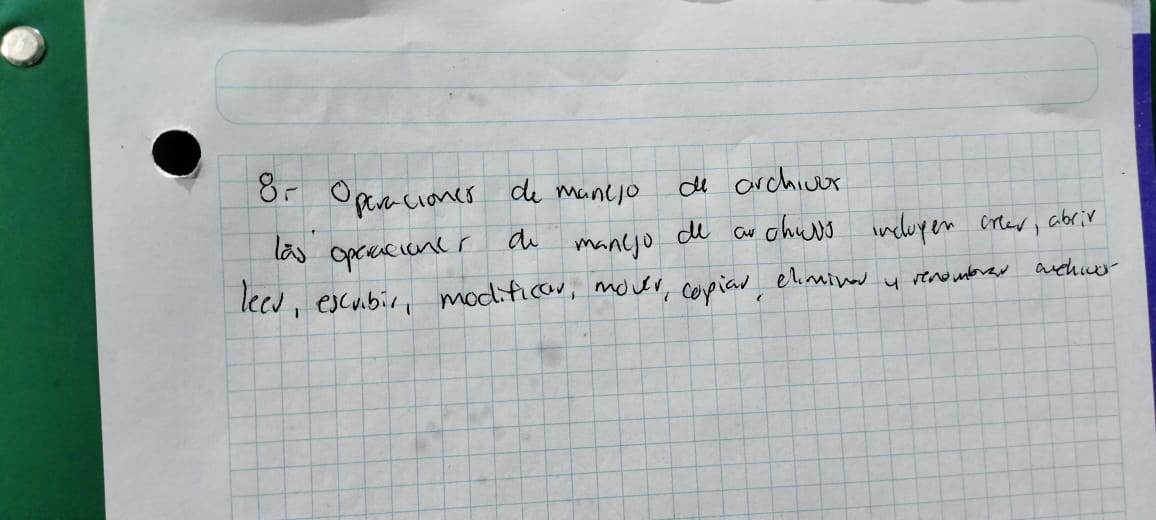 8.- Operaciones de manejo de archivos
las operaciones de manejo de archivos incluyen crear, abrir
leer, escribir, modificar, mover, copiar, eliminar y renombrar archivos